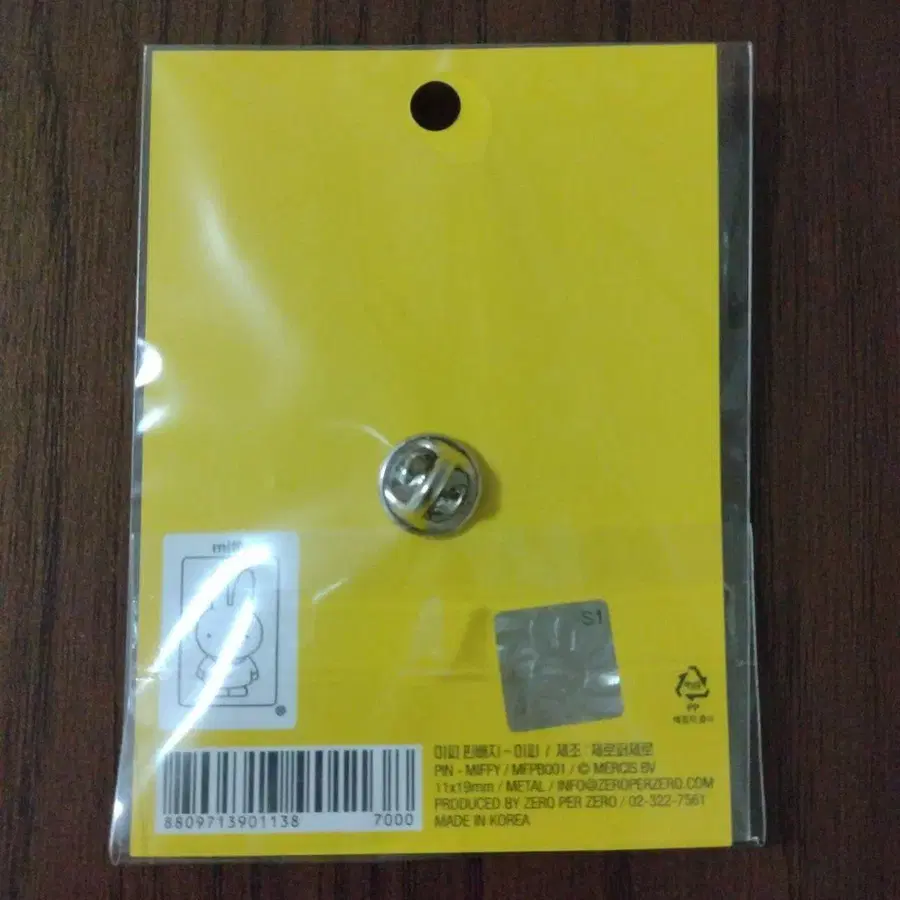 miffy
S1
PP
미피 핀배지 - 미피 / 제조 : 제로퍼제로
PIN - MIFFY / MFPB001 / © MERCIS BV
11x19mm / METAL / INFO@ZEROPERZERO.COM
PRODUCED BY ZERO PER ZERO / 02-322-7561
MADE IN KOREA
8809713901138 7000